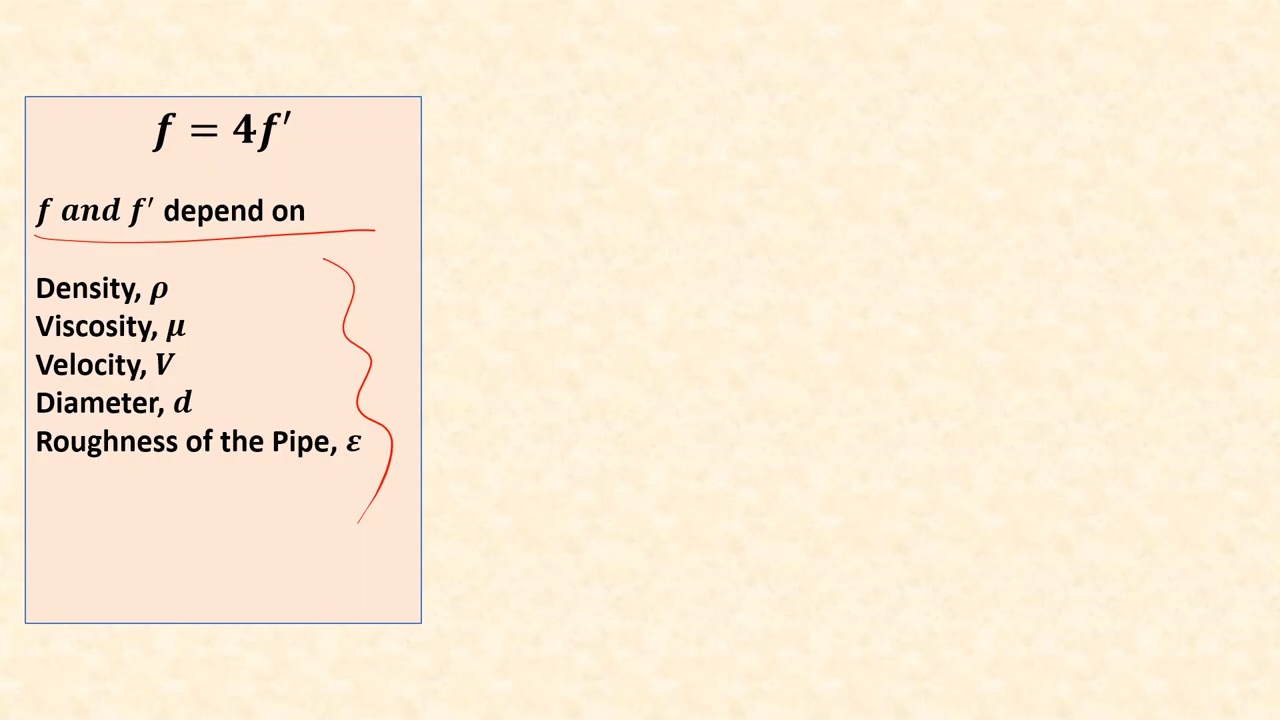 f = 4f′
f and f′ depend on
Density, ρ
Viscosity, μ
Velocity, V
Diameter, d
Roughness of the Pipe, ε